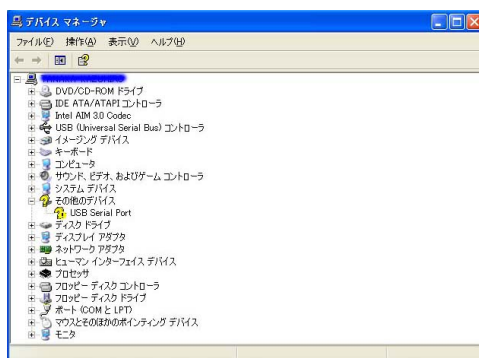 デバイス マネージャ
ファイル(F) 操作(A) 表示(V) ヘルプ(H)
DVD/CD-ROM ドライブ
IDE ATA/ATAPI コントローラ
Intel AIM 3.0 Codec
USB (Universal Serial Bus) コントローラ
イメージング デバイス
キーボード
コンピュータ
サウンド、ビデオ、およびゲーム コントローラ
システム デバイス
その他のデバイス
USB Serial Port
ディスク ドライブ
ディスプレイ アダプタ
ネットワーク アダプタ
ヒューマン インターフェイス デバイス
プロセッサ
フロッピー ディスク コントローラ
フロッピー ディスク ドライブ
ポート (COM と LPT)
マウスとそのほかのポインティング デバイス
モニタ